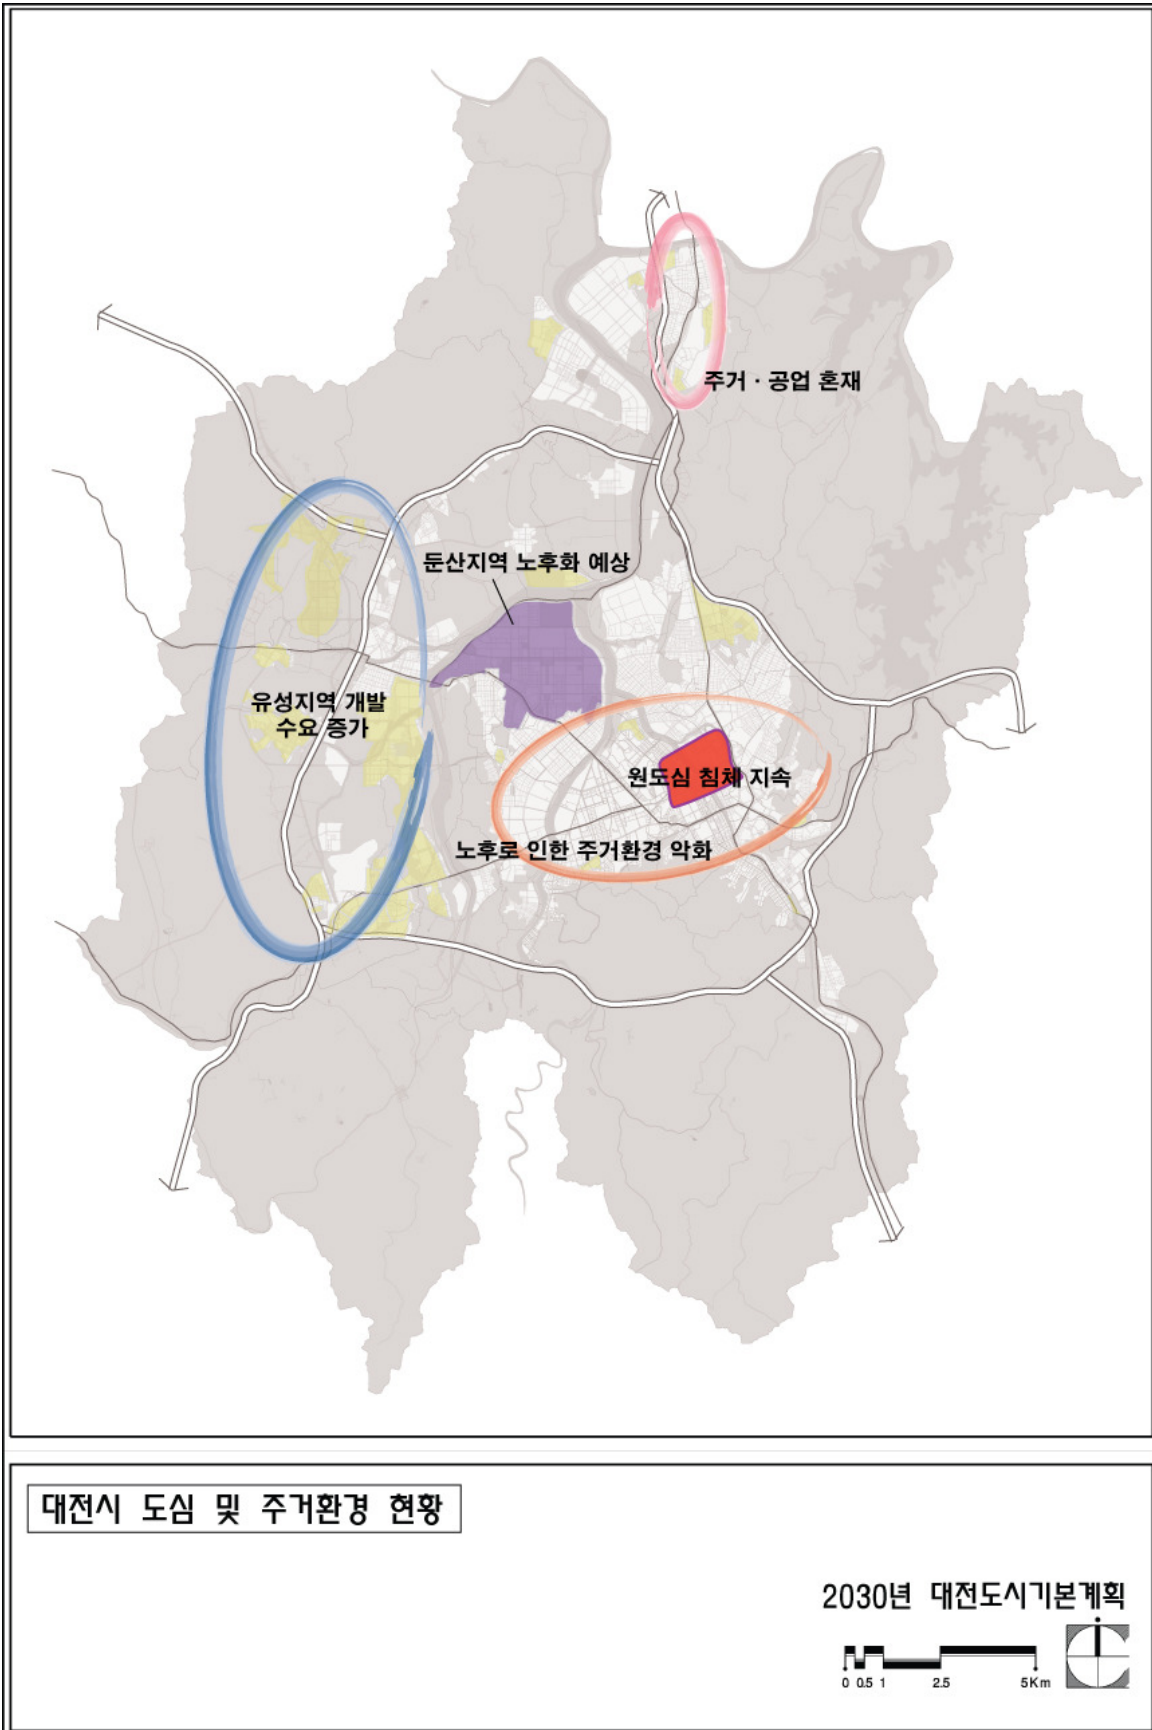 주거 · 공업 혼재
둔산지역 노후화 예상
유성지역 개발
수요 증가
원도심 침체 지속
노후로 인한 주거환경 악화
대전시 도심 및 주거환경 현황
2030년 대전도시기본계획
0 0.5 1 2.5 5Km